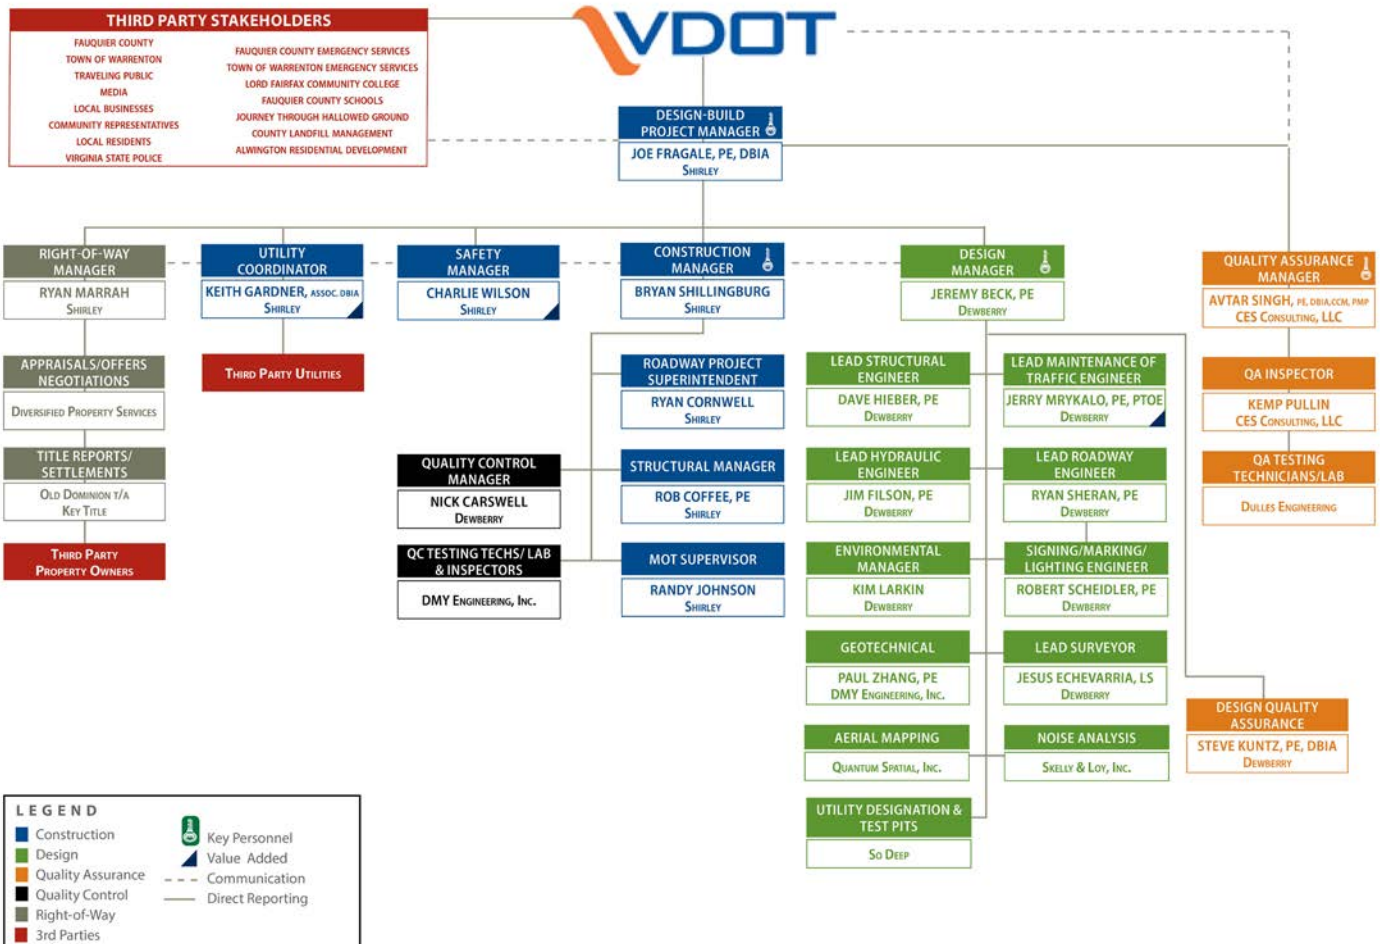 THIRD PARTY STAKEHOLDERS
FAUQUIER COUNTY
TOWN OF WARRENTON
TRAVELING PUBLIC
MEDIA
LOCAL BUSINESSES
COMMUNITY REPRESENTATIVES
LOCAL RESIDENTS
VIRGINIA STATE POLICE
FAUQUIER COUNTY EMERGENCY SERVICES
TOWN OF WARRENTON EMERGENCY SERVICES
LORD FAIRFAX COMMUNITY COLLEGE
FAUQUIER COUNTY SCHOOLS
JOURNEY THROUGH HALLOWED GROUND
COUNTY LANDFILL MANAGEMENT
ALWINGTON RESIDENTIAL DEVELOPMENT
VDOT
DESIGN-BUILD
PROJECT MANAGER
JOE FRAGALE, PE, DBIA
SHIRLEY
RIGHT-OF-WAY
MANAGER
RYAN MARRAH
SHIRLEY
APPRAISALS/OFFERS
NEGOTIATIONS
DIVERSIFIED PROPERTY SERVICES
TITLE REPORTS/
SETTLEMENTS
OLD DOMINION T/A
KEY TITLE
THIRD PARTY
PROPERTY OWNERS
UTILITY
COORDINATOR
KEITH GARDNER, ASSOC. DBIA
SHIRLEY
THIRD PARTY UTILITIES
SAFETY
MANAGER
CHARLIE WILSON
SHIRLEY
QUALITY CONTROL
MANAGER
NICK CARSWELL
DEWBERRY
QC TESTING TECHS/ LAB
& INSPECTORS
DMY ENGINEERING, INC.
CONSTRUCTION
MANAGER
BRYAN SHILLINGBURG
SHIRLEY
ROADWAY PROJECT
SUPERINTENDENT
RYAN CORNWELL
SHIRLEY
STRUCTURAL MANAGER
ROB COFFEE, PE
SHIRLEY
MOT SUPERVISOR
RANDY JOHNSON
SHIRLEY
DESIGN
MANAGER
JEREMY BECK, PE
DEWBERRY
LEAD STRUCTURAL
ENGINEER
DAVE HIEBER, PE
DEWBERRY
LEAD MAINTENANCE OF
TRAFFIC ENGINEER
JERRY MRYKALO, PE, PTOE
DEWBERRY
LEAD HYDRAULIC
ENGINEER
JIM FILSON, PE
DEWBERRY
LEAD ROADWAY
ENGINEER
RYAN SHERAN, PE
DEWBERRY
ENVIRONMENTAL
MANAGER
KIM LARKIN
DEWBERRY
SIGNING/MARKING/
LIGHTING ENGINEER
ROBERT SCHEIDLER, PE
DEWBERRY
GEOTECHNICAL
PAUL ZHANG, PE
DMY ENGINEERING, INC.
LEAD SURVEYOR
JESUS ECHEVARRIA, LS
DEWBERRY
AERIAL MAPPING
QUANTUM SPATIAL, INC.
NOISE ANALYSIS
SKELLY & LOY, INC.
UTILITY DESIGNATION &
TEST PITS
SO DEEP
QUALITY ASSURANCE
MANAGER
AVTAR SINGH, PE, DBIA,CCM, PMP
CES CONSULTING, LLC
QA INSPECTOR
KEMP PULLIN
CES CONSULTING, LLC
QA TESTING
TECHNICIANS/LAB
DULLES ENGINEERING
DESIGN QUALITY
ASSURANCE
STEVE KUNTZ, PE, DBIA
DEWBERRY
LEGEND
Construction
Design
Quality Assurance
Quality Control
Right-of-Way
3rd Parties
Key Personnel
Value Added
Communication
Direct Reporting